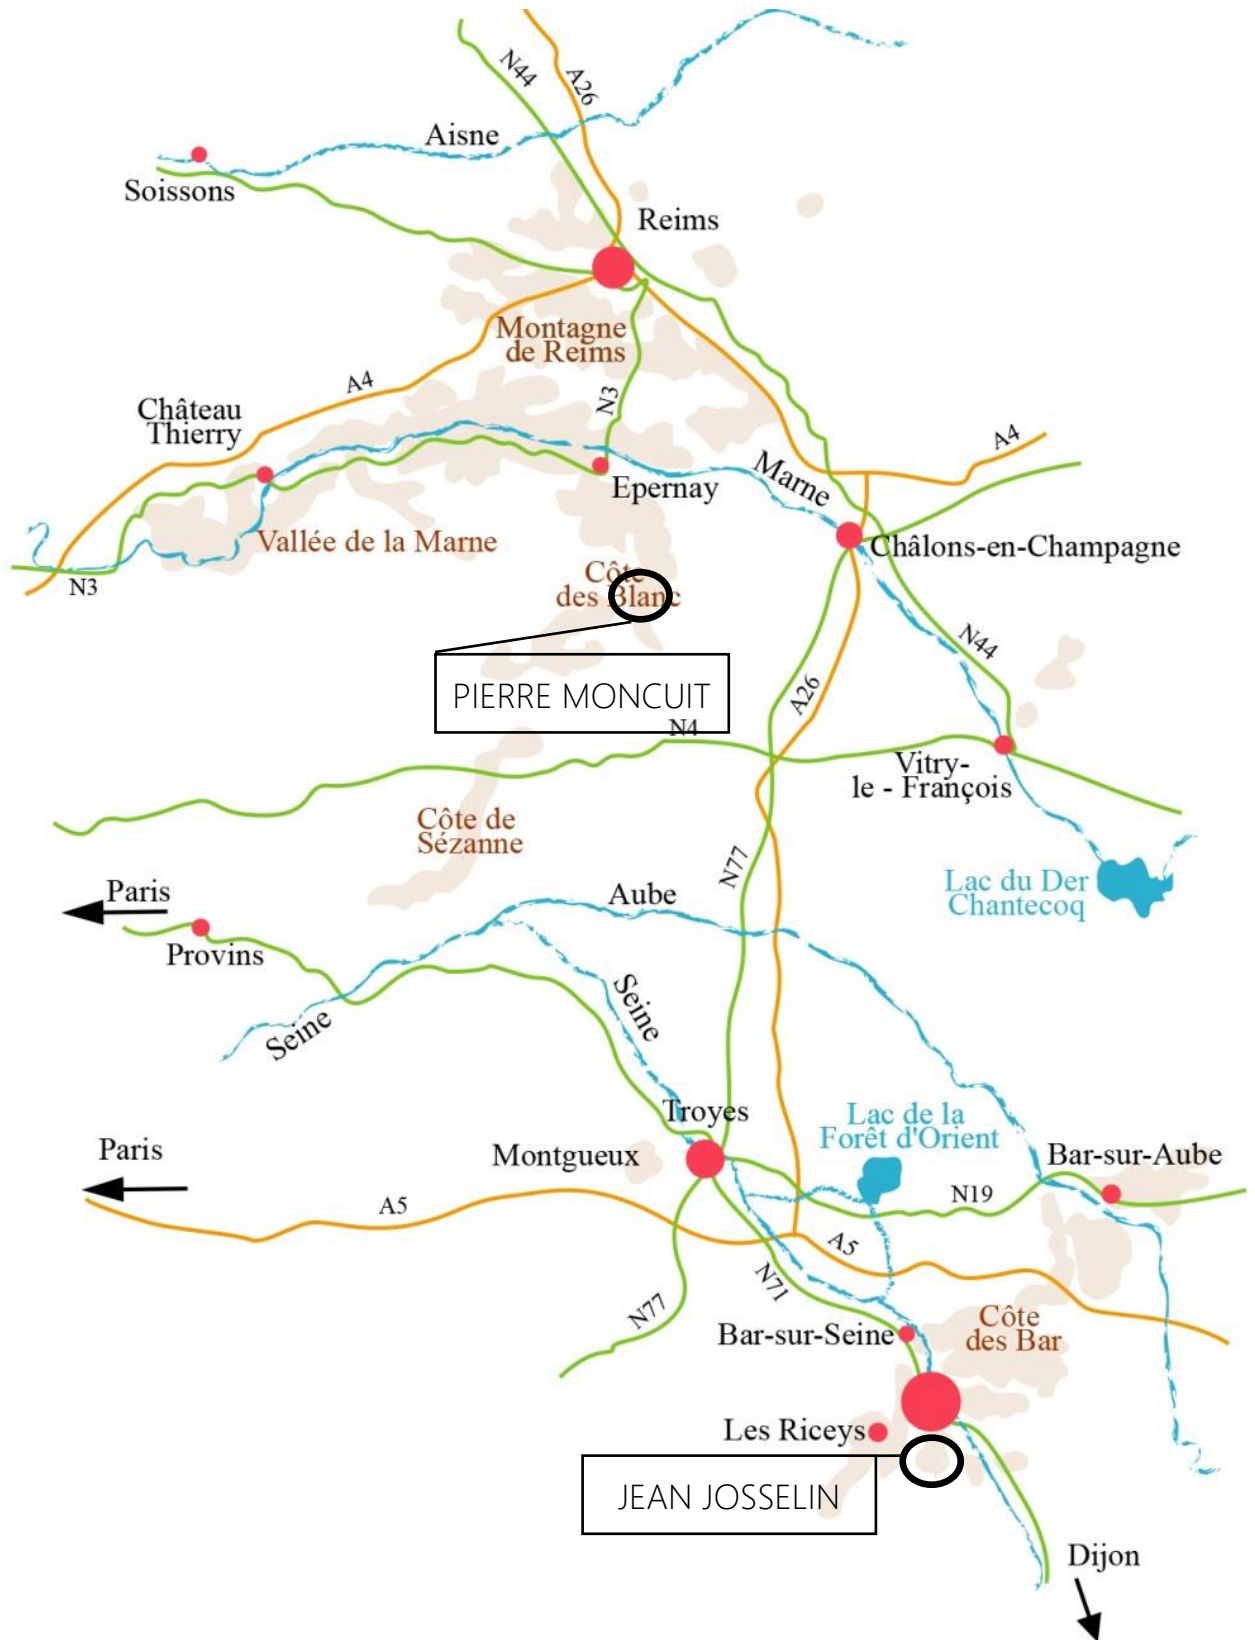 N44
A26
Aisne
Soissons
Reims
Montagne
de Reims
A4
N3
Château
Thierry
A4
Marne
Epernay
Vallée de la Marne
Châlons-en-Champagne
N3
Côte
des Blanc
N44
PIERRE MONCUIT
A26
N4
Vitry-
le - François
Côte de
Sézanne
N77
Lac du Der
Chantecoq
Paris
Aube
Provins
Seine
Seine
Troyes
Lac de la
Forêt d'Orient
Paris
Montgueux
Bar-sur-Aube
N19
A5
A5
N71
N77
Bar-sur-Seine
Côte
des Bar
Les Riceys
JEAN JOSSELIN
Dijon